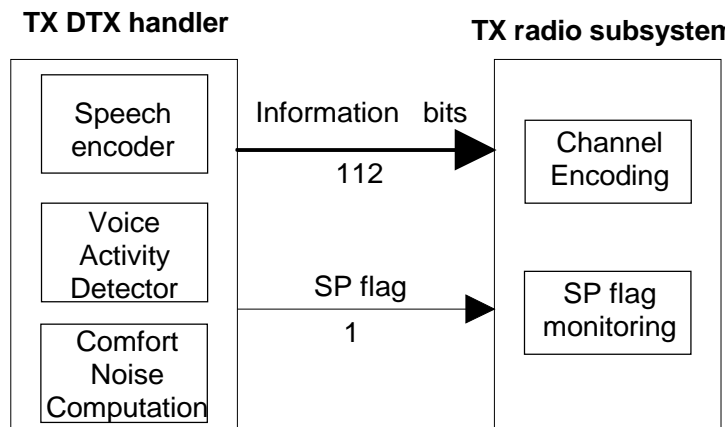 TX DTX handler
TX radio subsystem
Speech
encoder
Information bits
112
Channel
Encoding
Voice
Activity
Detector
SP flag
1
SP flag
monitoring
Comfort
Noise
Computation